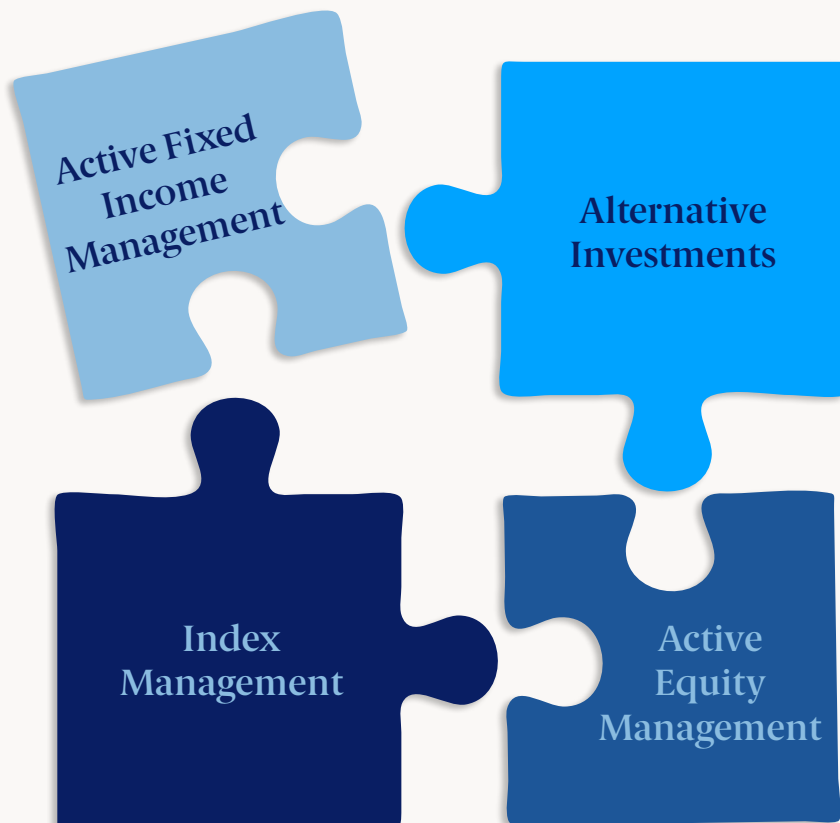 Active Fixed
Income
Management
Alternative
Investments
Index
Management
Active
Equity
Management